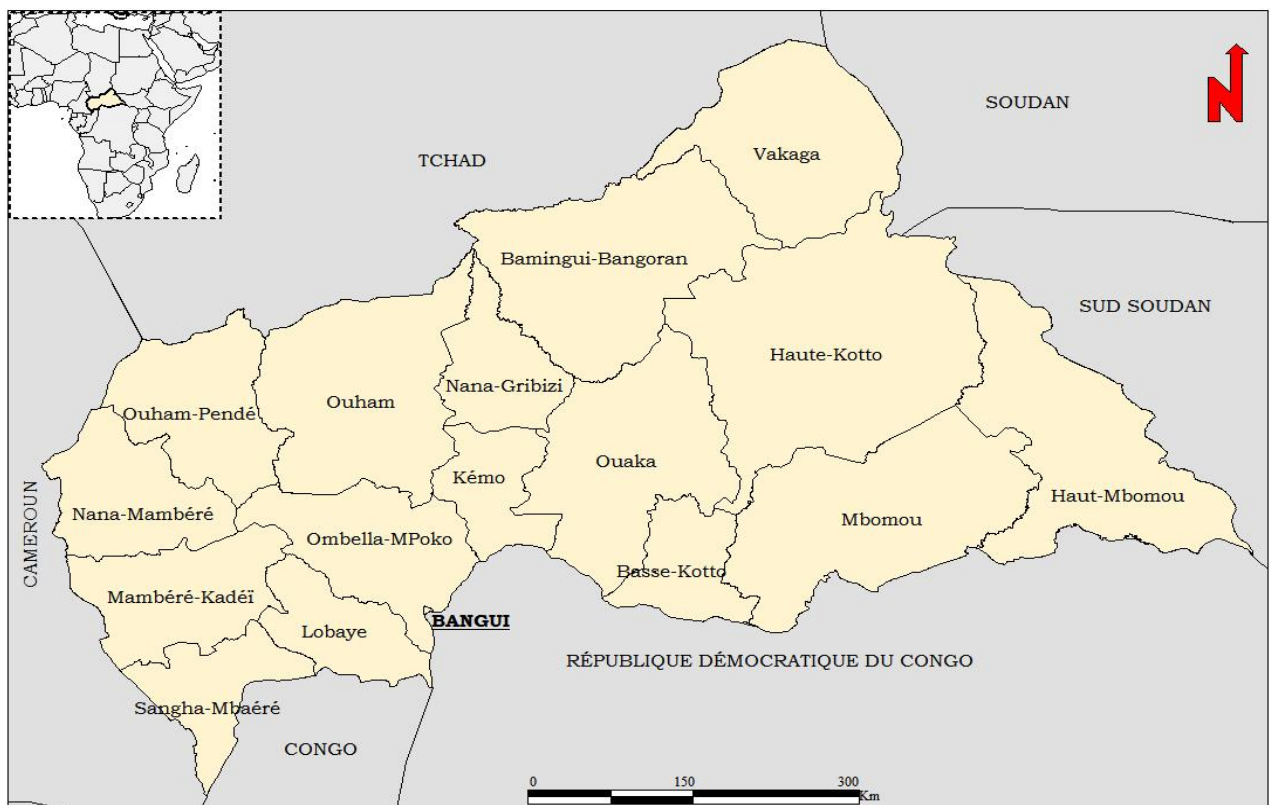 SOUDAN
Vakaga
TCHAD
Bamingui-Bangoran
SUD SOUDAN
Haute-Kotto
Nana-Gribizi
Ouham
Ouham-Pendé
Ouaka
Kémo
Haut-Mbomou
Nana-Mambéré
Mbomou
CAMEROUN
Ombella-MPoko
Basse-Kotto
Mambéré-Kadéï
BANGUI
Lobaye
RÉPUBLIQUE DÉMOCRATIQUE DU CONGO
Sangha-Mbaéré
CONGO
0 150 300
Km
N